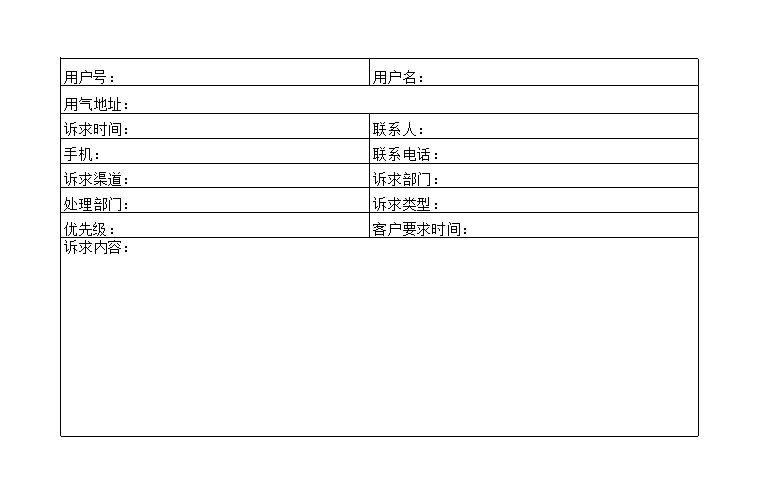 用户号： 用户名：
用气地址：
诉求时间： 联系人：
手机： 联系电话：
诉求渠道： 诉求部门：
处理部门： 诉求类型：
优先级： 客户要求时间：
诉求内容：